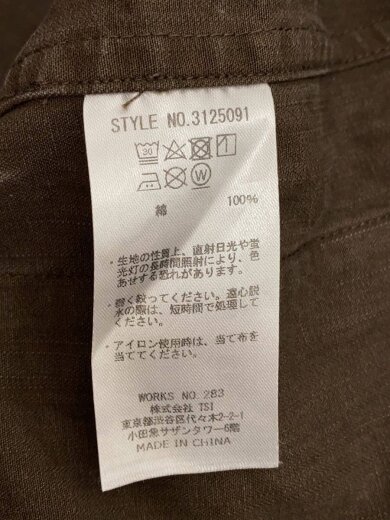 STYLE NO.3125091
30
W
綿 100%
・生地の性質上、直射日光や蛍
光灯の長時間照射により、色
あせする恐れがあります。
・軽く絞ってください。遠心脱
水の際は、短時間で処理して
ください。
・アイロン使用時は、当て布を
当ててください。
WORKS NO.283
株式会社 TSI
東京都渋谷区代々木2-2-1
小田急サザンタワー6階
MADE IN CHINA